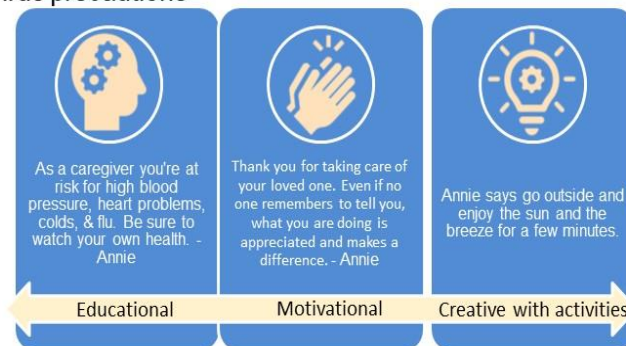 As a caregiver you're at
risk for high blood
pressure, heart problems,
colds, & flu. Be sure to
watch your own health. -
Annie
Thank you for taking care of
your loved one. Even if no
one remembers to tell you,
what you are doing is
appreciated and makes a
difference. - Annie
Annie says go outside and
enjoy the sun and the
breeze for a few minutes.
Educational
Motivational
Creative with activities